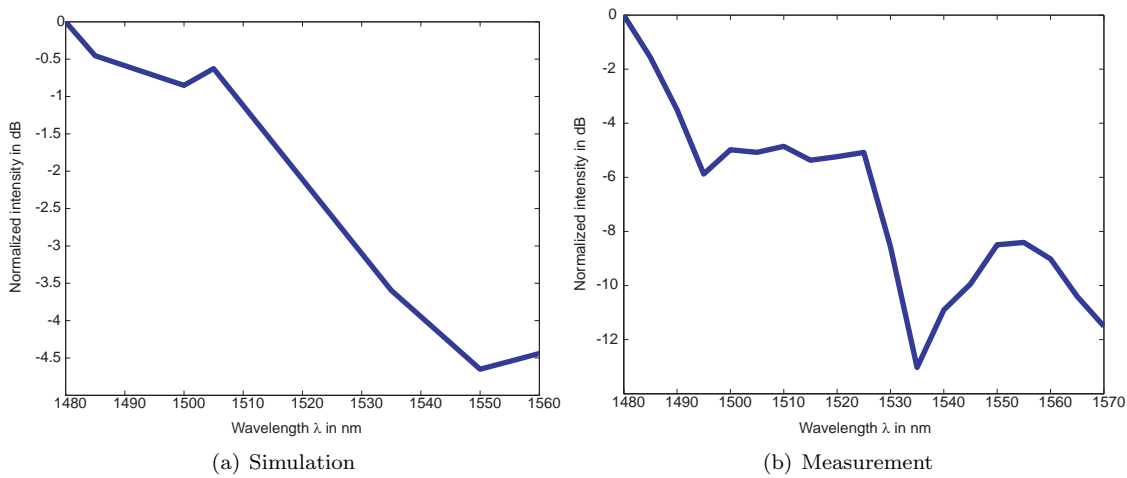 0
-0.5
-1
-1.5
-2
-2.5
-3
-3.5
-4
-4.5
1480 1490 1500 1510 1520 1530 1540 1550 1560
Normalized intensity in dB
Wavelength λ in nm
(a) Simulation
0
-2
-4
-6
-8
-10
-12
1480 1490 1500 1510 1520 1530 1540 1550 1560 1570
Normalized intensity in dB
Wavelength λ in nm
(b) Measurement